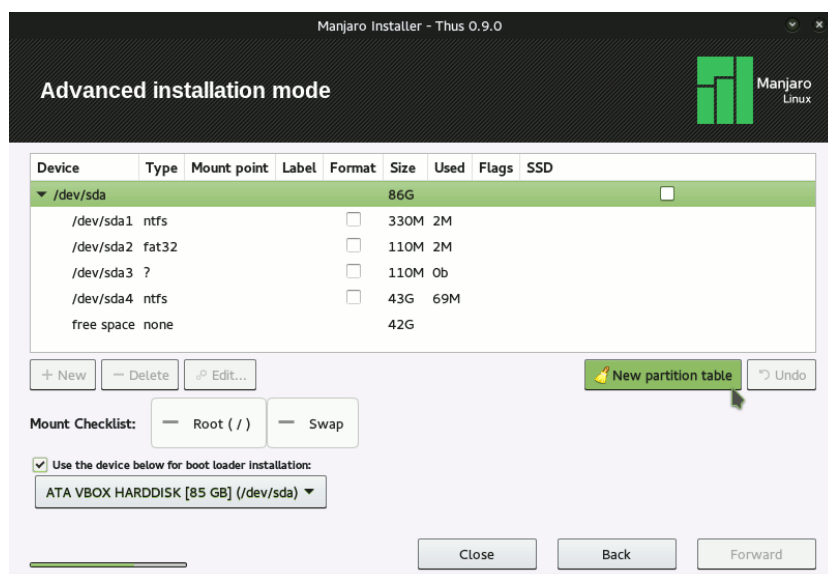 Manjaro Installer - Thus 0.9.0
Advanced installation mode
Manjaro
Linux
Device Type Mount point Label Format Size Used Flags SSD
/dev/sda 86G
/dev/sda1 ntfs 330M 2M
/dev/sda2 fat32 110M 2M
/dev/sda3 ? 110M 0b
/dev/sda4 ntfs 43G 69M
free space none 42G
+ New — Delete Edit... New partition table Undo
Mount Checklist: — Root ( / ) — Swap
Use the device below for boot loader installation:
ATA VBOX HARDDISK [85 GB] (/dev/sda)
Close Back Forward